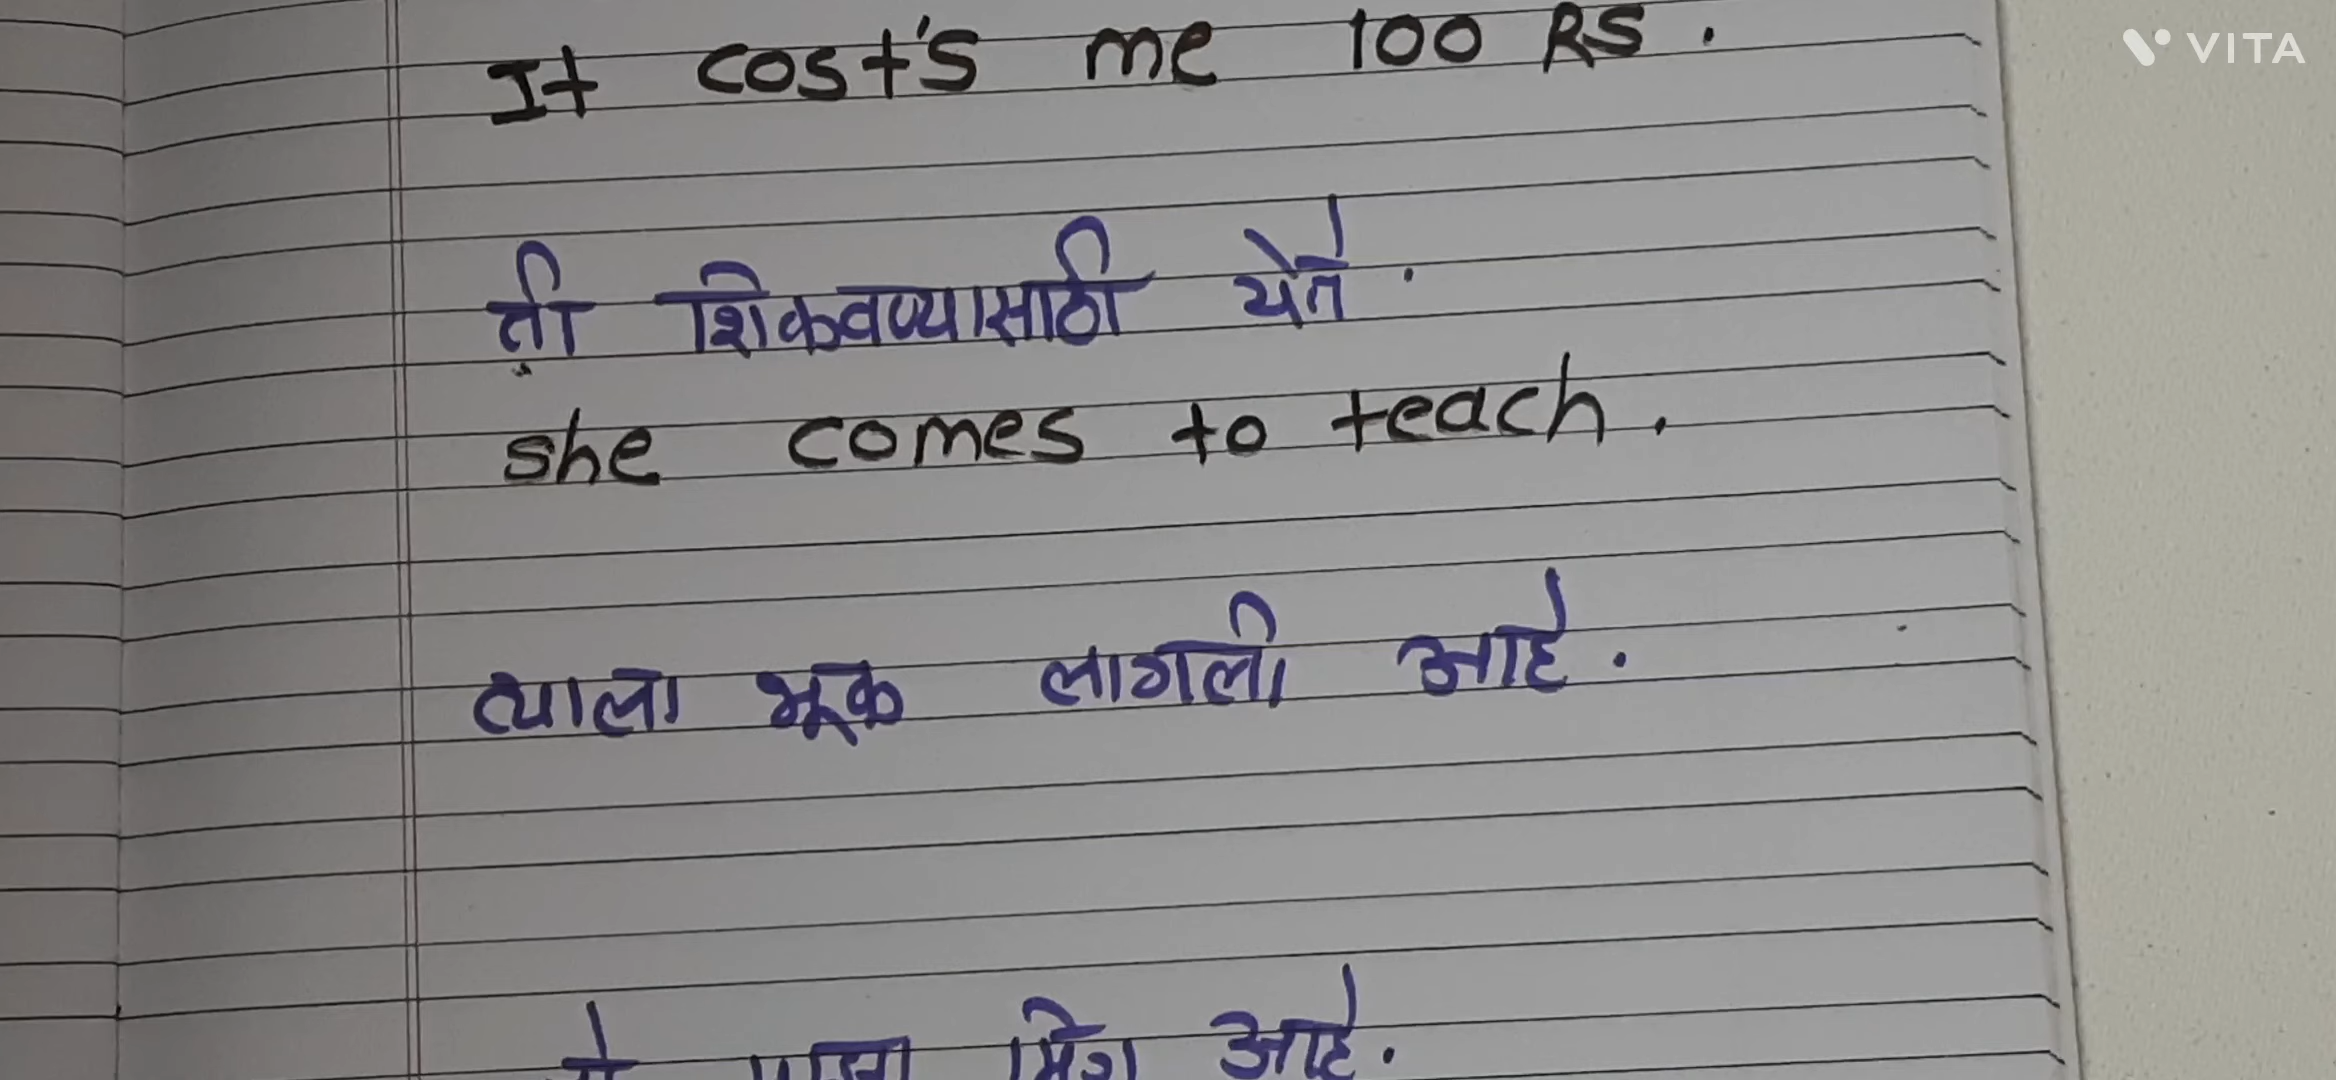 It cost's me 100 RS.
VITA
ती शिकवण्यासाठी येते.
she comes to teach.
त्याला भूक लागली आहे.
आहे.